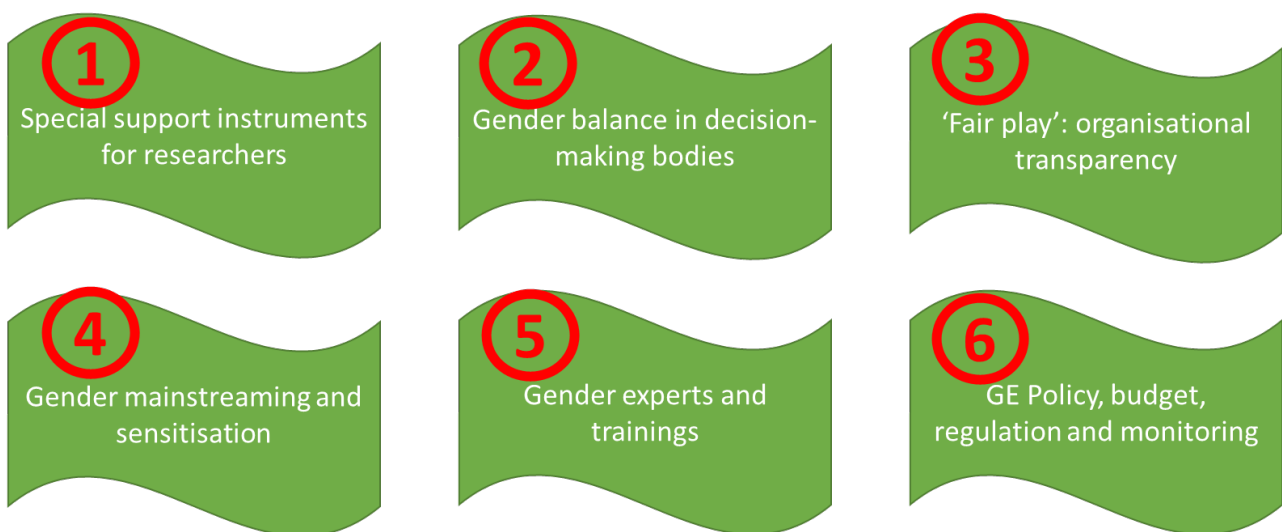 1
Special support instruments
for researchers
2
Gender balance in decision-
making bodies
3
‘Fair play’: organisational
transparency
4
Gender mainstreaming and
sensitisation
5
Gender experts and
trainings
6
GE Policy, budget,
regulation and monitoring